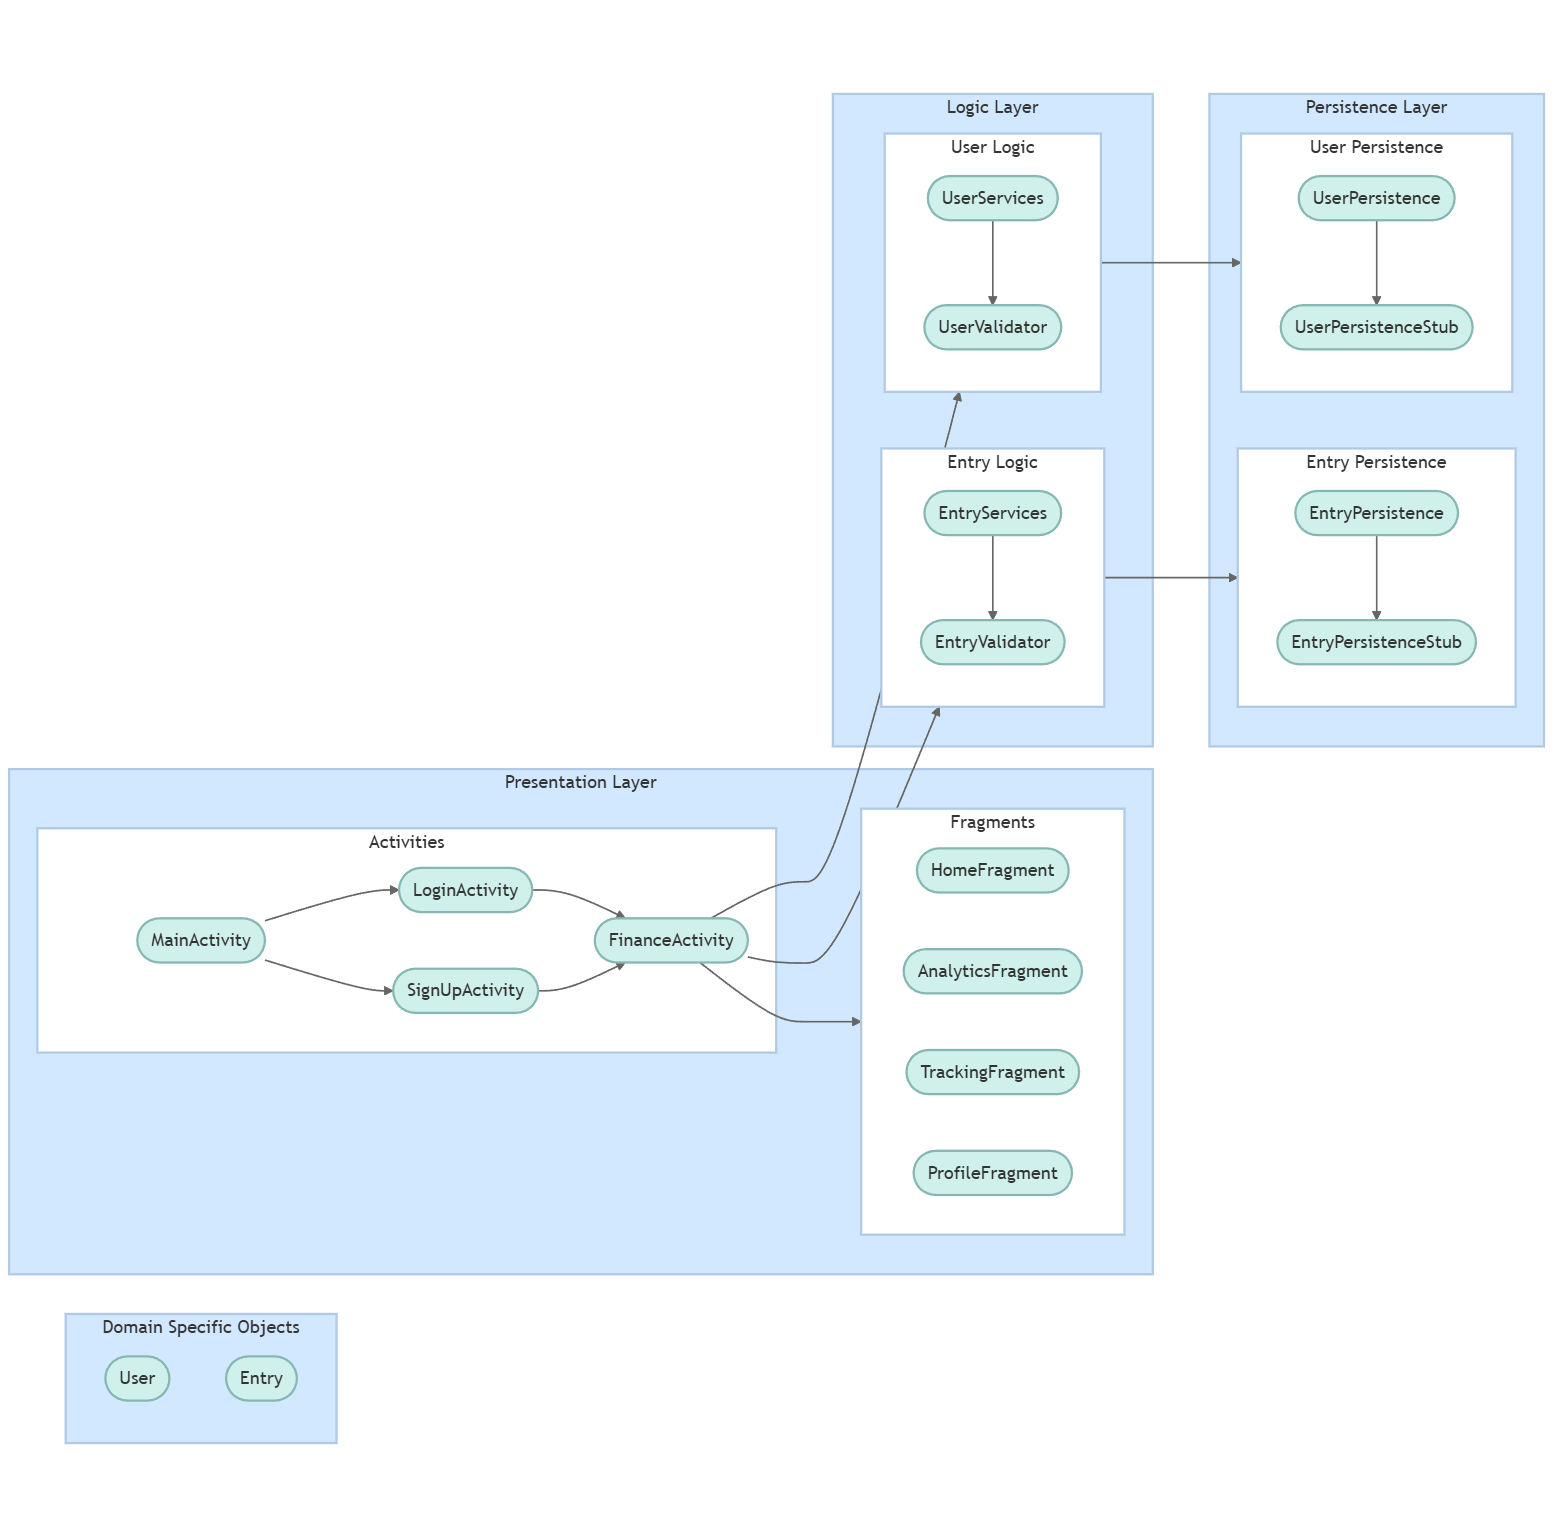 Logic Layer
User Logic
UserServices
UserValidator
Entry Logic
EntryServices
EntryValidator
Persistence Layer
User Persistence
UserPersistence
UserPersistenceStub
Entry Persistence
EntryPersistence
EntryPersistenceStub
Presentation Layer
Activities
MainActivity
LoginActivity
SignUpActivity
FinanceActivity
Fragments
HomeFragment
AnalyticsFragment
TrackingFragment
ProfileFragment
Domain Specific Objects
User
Entry